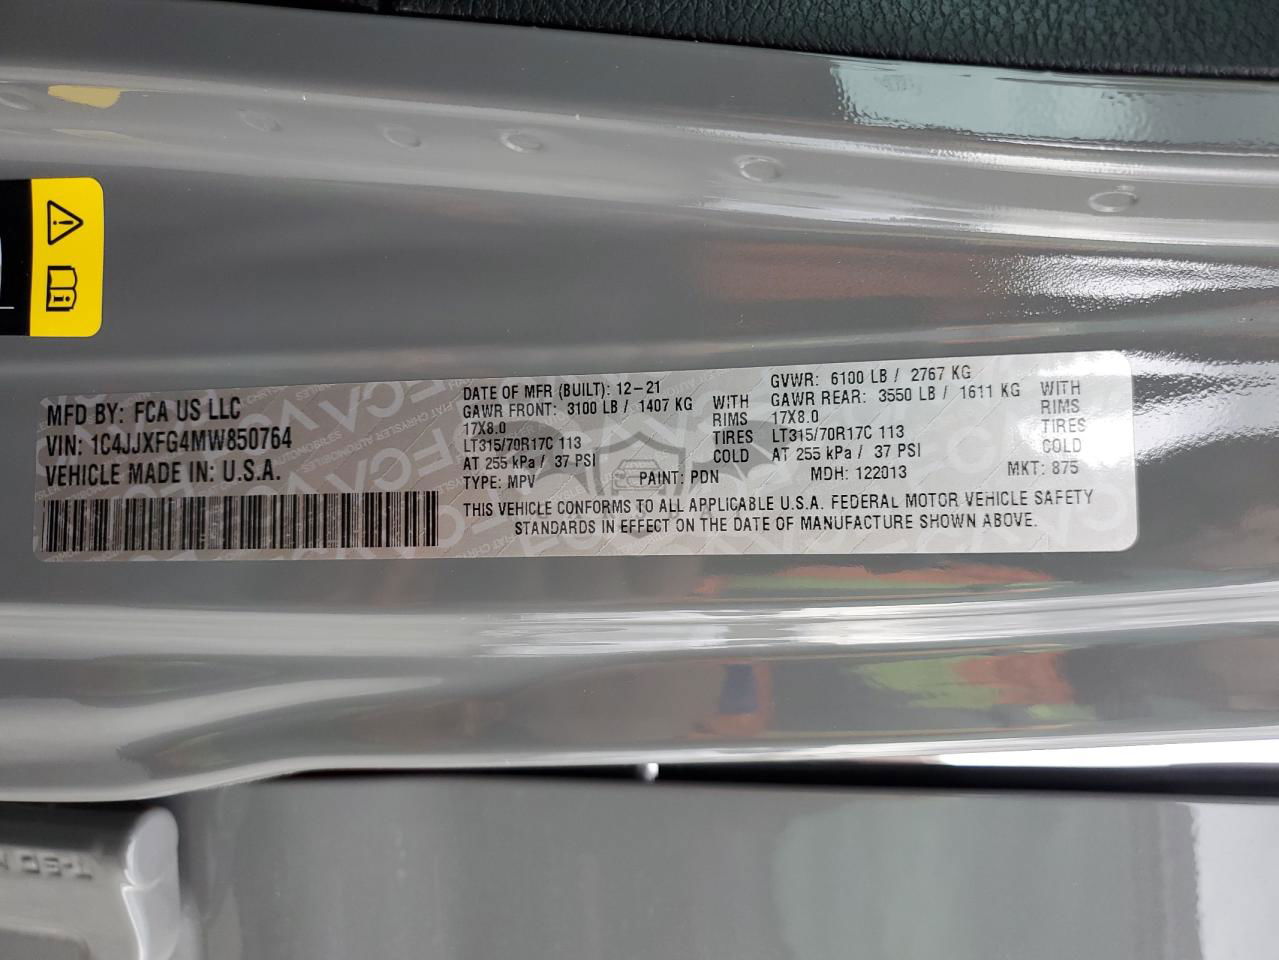 MFD BY: FCA US LLC
VIN: 1C4JJXFG4MW850764
VEHICLE MADE IN: U.S.A.
DATE OF MFR (BUILT): 12-21
GAWR FRONT: 3100 LB / 1407 KG WITH
17X8.0 RIMS
LT315/70R17C 113 TIRES
AT 255 kPa / 37 PSI COLD
GVWR: 6100 LB / 2767 KG
GAWR REAR: 3550 LB / 1611 KG WITH
17X8.0 RIMS
LT315/70R17C 113 TIRES
AT 255 kPa / 37 PSI COLD
TYPE: MPV PAINT: PDN MDH: 122013 MKT: 875
THIS VEHICLE CONFORMS TO ALL APPLICABLE U.S.A. FEDERAL MOTOR VEHICLE SAFETY
STANDARDS IN EFFECT ON THE DATE OF MANUFACTURE SHOWN ABOVE.